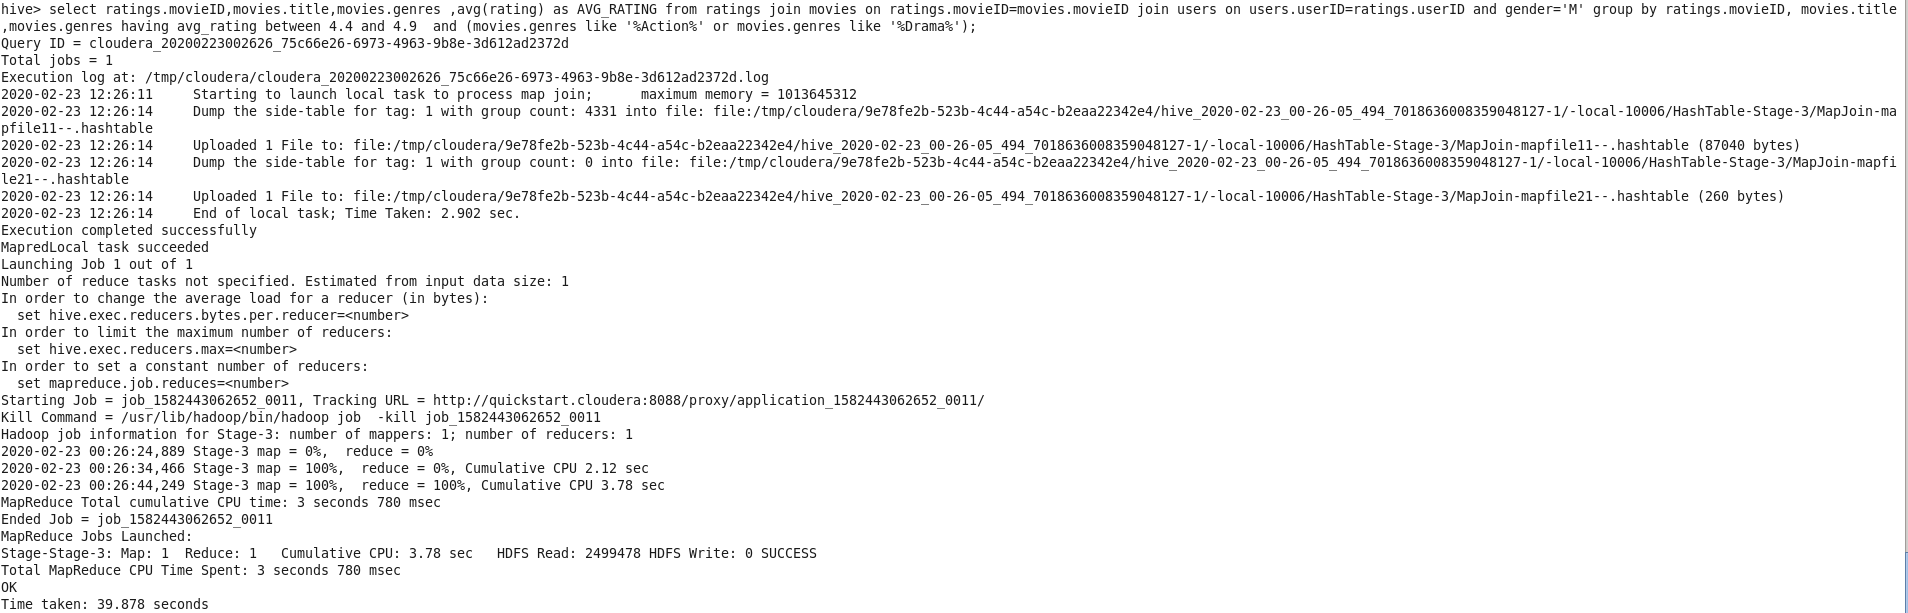 hive> select ratings.movieID,movies.title,movies.genres ,avg(rating) as AVG_RATING from ratings join movies on ratings.movieID=movies.movieID join users on users.userID=ratings.userID and gender='M' group by ratings.movieID, movies.title
,movies.genres having avg_rating between 4.4 and 4.9  and (movies.genres like '%Action%' or movies.genres like '%Drama%');
Query ID = cloudera_20200223002626_75c66e26-6973-4963-9b8e-3d612ad2372d
Total jobs = 1
Execution log at: /tmp/cloudera/cloudera_20200223002626_75c66e26-6973-4963-9b8e-3d612ad2372d.log
2020-02-23 12:26:11     Starting to launch local task to process map join;      maximum memory = 1013645312
2020-02-23 12:26:14     Dump the side-table for tag: 1 with group count: 4331 into file: file:/tmp/cloudera/9e78fe2b-523b-4c44-a54c-b2eaa22342e4/hive_2020-02-23_00-26-05_494_7018636008359048127-1/-local-10006/HashTable-Stage-3/MapJoin-ma
pfile11--.hashtable
2020-02-23 12:26:14     Uploaded 1 File to: file:/tmp/cloudera/9e78fe2b-523b-4c44-a54c-b2eaa22342e4/hive_2020-02-23_00-26-05_494_7018636008359048127-1/-local-10006/HashTable-Stage-3/MapJoin-mapfile11--.hashtable (87040 bytes)
2020-02-23 12:26:14     Dump the side-table for tag: 1 with group count: 0 into file: file:/tmp/cloudera/9e78fe2b-523b-4c44-a54c-b2eaa22342e4/hive_2020-02-23_00-26-05_494_7018636008359048127-1/-local-10006/HashTable-Stage-3/MapJoin-mapfi
le21--.hashtable
2020-02-23 12:26:14     Uploaded 1 File to: file:/tmp/cloudera/9e78fe2b-523b-4c44-a54c-b2eaa22342e4/hive_2020-02-23_00-26-05_494_7018636008359048127-1/-local-10006/HashTable-Stage-3/MapJoin-mapfile21--.hashtable (260 bytes)
2020-02-23 12:26:14     End of local task; Time Taken: 2.902 sec.
Execution completed successfully
MapredLocal task succeeded
Launching Job 1 out of 1
Number of reduce tasks not specified. Estimated from input data size: 1
In order to change the average load for a reducer (in bytes):
  set hive.exec.reducers.bytes.per.reducer=<number>
In order to limit the maximum number of reducers:
  set hive.exec.reducers.max=<number>
In order to set a constant number of reducers:
  set mapreduce.job.reduces=<number>
Starting Job = job_1582443062652_0011, Tracking URL = http://quickstart.cloudera:8088/proxy/application_1582443062652_0011/
Kill Command = /usr/lib/hadoop/bin/hadoop job  -kill job_1582443062652_0011
Hadoop job information for Stage-3: number of mappers: 1; number of reducers: 1
2020-02-23 00:26:24,889 Stage-3 map = 0%,  reduce = 0%
2020-02-23 00:26:34,466 Stage-3 map = 100%,  reduce = 0%, Cumulative CPU 2.12 sec
2020-02-23 00:26:44,249 Stage-3 map = 100%,  reduce = 100%, Cumulative CPU 3.78 sec
MapReduce Total cumulative CPU time: 3 seconds 780 msec
Ended Job = job_1582443062652_0011
MapReduce Jobs Launched:
Stage-Stage-3: Map: 1  Reduce: 1   Cumulative CPU: 3.78 sec   HDFS Read: 2499478 HDFS Write: 0 SUCCESS
Total MapReduce CPU Time Spent: 3 seconds 780 msec
OK
Time taken: 39.878 seconds